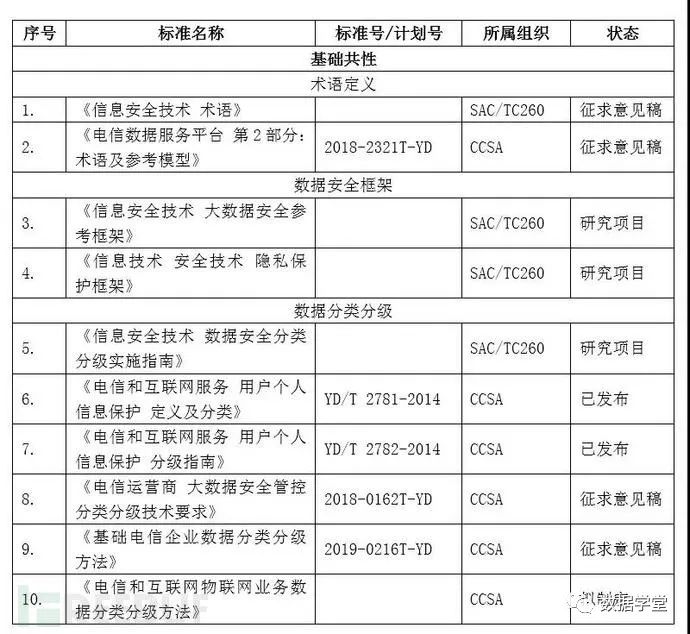 序号 标准名称 标准号/计划号 所属组织 状态
基础共性
术语定义
1. 《信息安全技术 术语》 SAC/TC260 征求意见稿
2. 《电信数据服务平台 第2部分：
术语及参考模型》 2018-2321T-YD CCSA 征求意见稿
数据安全框架
3. 《信息安全技术 大数据安全参
考框架》 SAC/TC260 研究项目
4. 《信息技术 安全技术 隐私保
护框架》 SAC/TC260 研究项目
数据分类分级
5. 《信息安全技术 数据安全分类
分级实施指南》 SAC/TC260 研究项目
6. 《电信和互联网服务 用户个人
信息保护 定义及分类》 YD/T 2781-2014 CCSA 已发布
7. 《电信和互联网服务 用户个人
信息保护 分级指南》 YD/T 2782-2014 CCSA 已发布
8. 《电信运营商 大数据安全管控
分类分级技术要求》 2018-0162T-YD CCSA 征求意见稿
9. 《基础电信企业数据分类分级
方法》 2019-0216T-YD CCSA 征求意见稿
10. 《电信和互联网物联网业务数
据分类分级方法》 CCSA
数据学堂